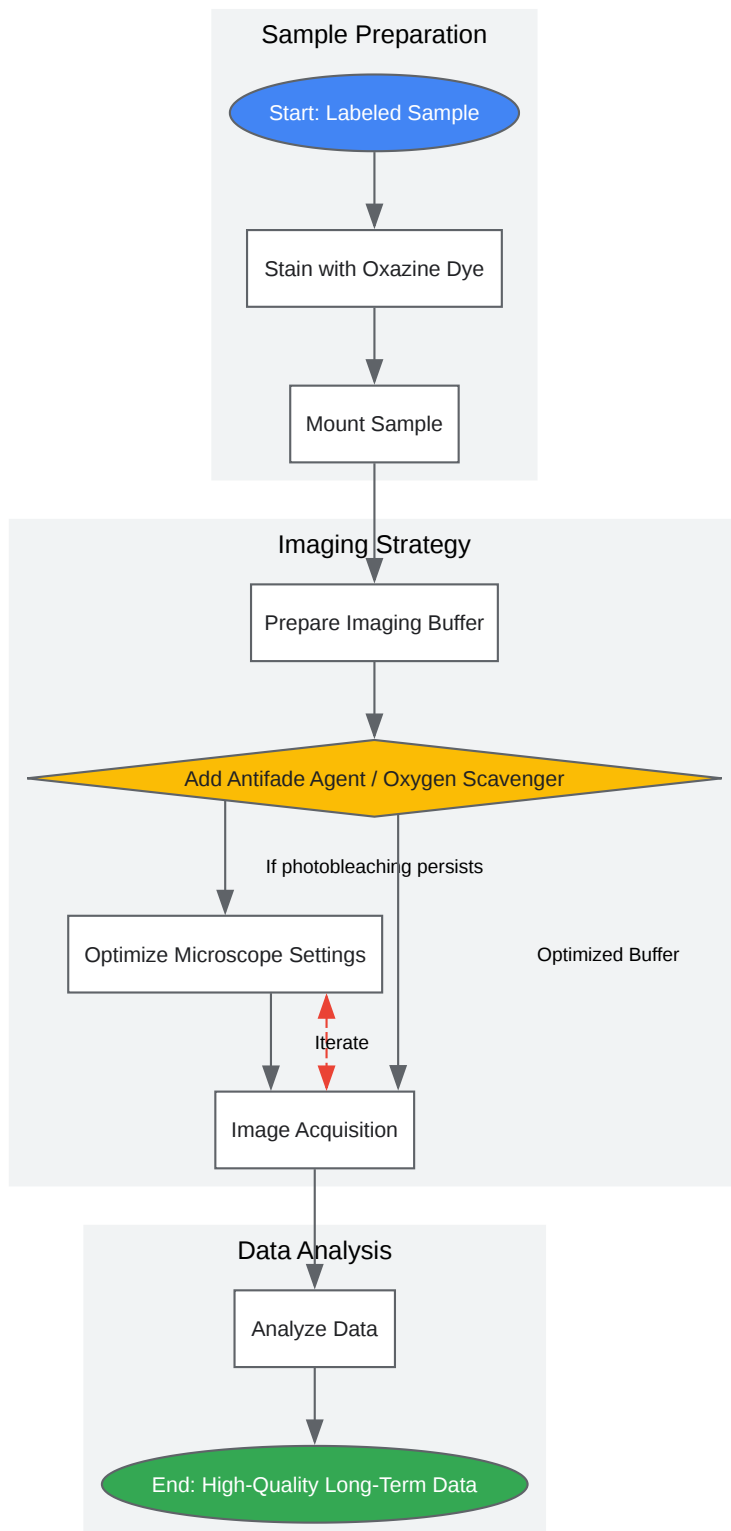 Sample Preparation
Start: Labeled Sample
Stain with Oxazine Dye
Mount Sample
Imaging Strategy
Prepare Imaging Buffer
Add Antifade Agent / Oxygen Scavenger
If photobleaching persists
Optimize Microscope Settings
Optimized Buffer
Iterate
Image Acquisition
Data Analysis
Analyze Data
End: High-Quality Long-Term Data